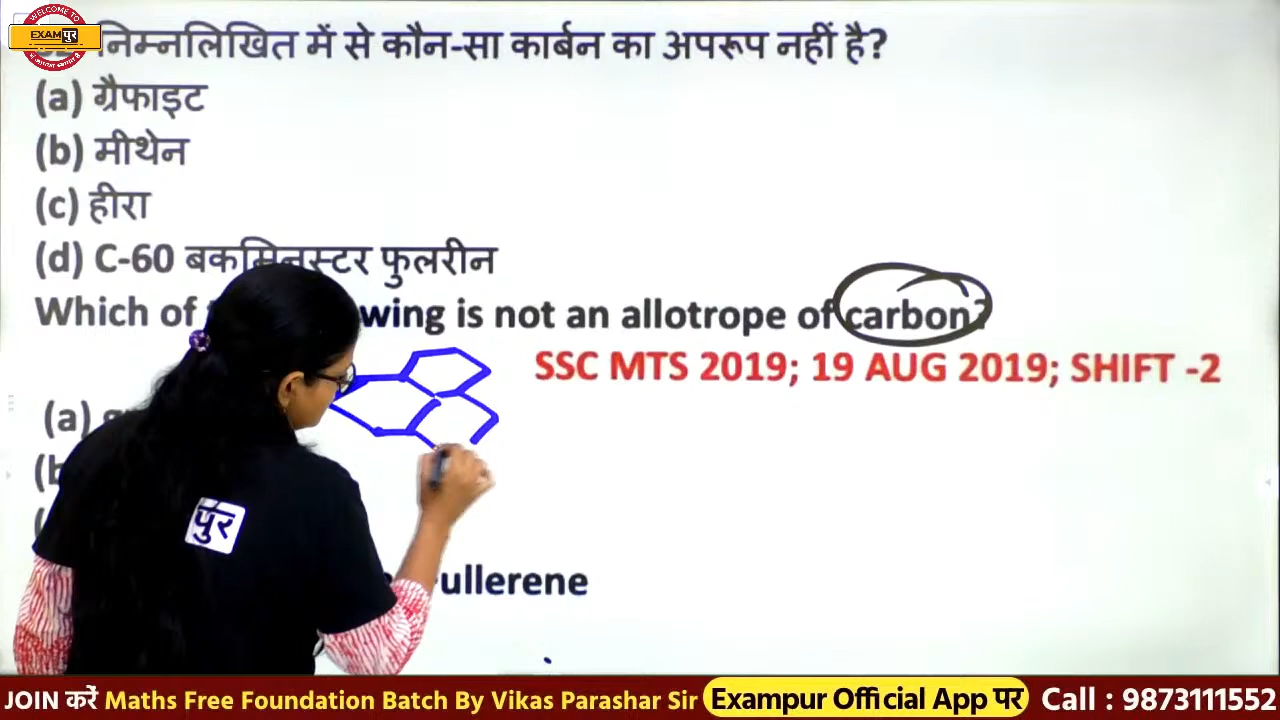 WELCOME TO
EXAMपुर
निम्नलिखित में से कौन-सा कार्बन का अपरूप नहीं है?
(a) ग्रैफाइट
(b) मीथेन
(c) हीरा
(d) C-60 बकमिनस्टर फुलरीन
Which of wing is not an allotrope of carbon?
SSC MTS 2019; 19 AUG 2019; SHIFT -2
(a)
(b
पुर
ullerene
JOIN करें Maths Free Foundation Batch By Vikas Parashar Sir Exampur Official App पर Call : 9873111552